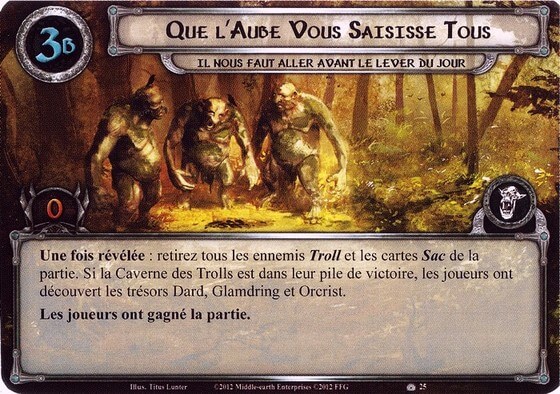 3B
Que l'Aube Vous Saisisse Tous
Il nous faut aller avant le lever du jour
0
Une fois révélée : retirez tous les ennemis Troll et les cartes Sac de la
partie. Si la Caverne des Trolls est dans leur pile de victoire, les joueurs ont
découvert les trésors Dard, Glamdring et Orcrist.
Les joueurs ont gagné la partie.
Illus. Titus Lunter ©2012 Middle-earth Enterprises ©2012 FFG 25